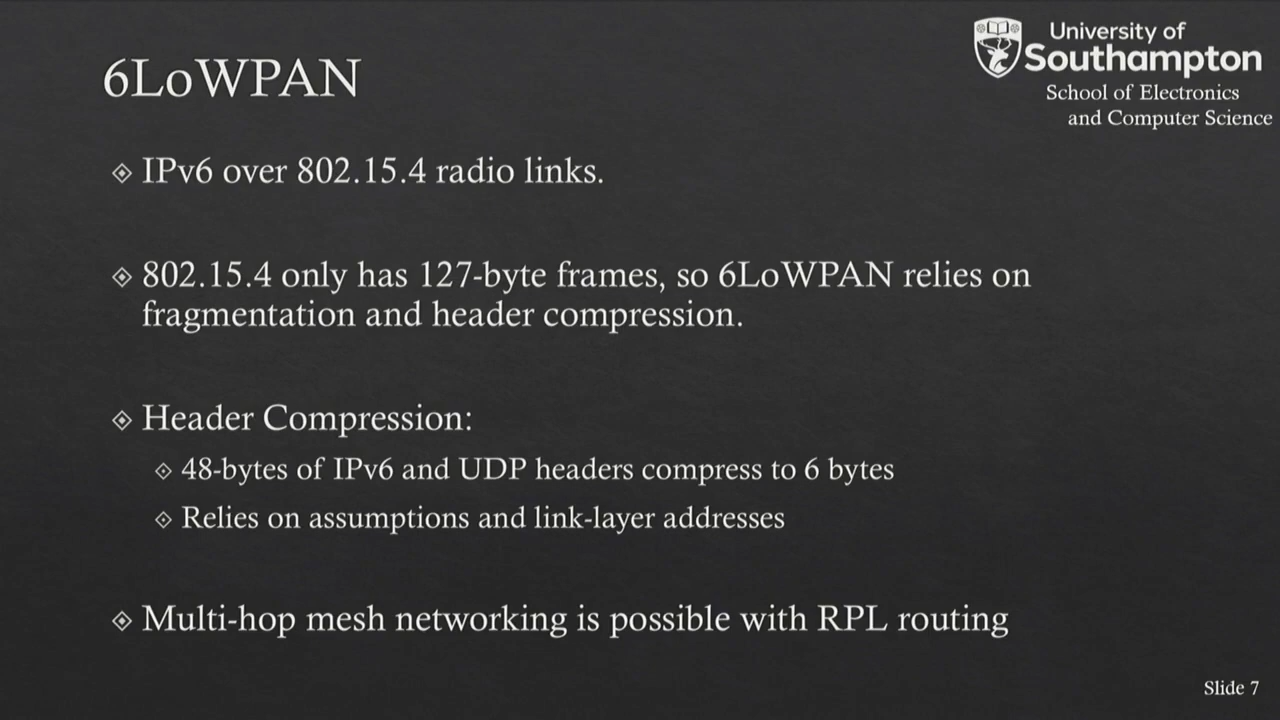 6LoWPAN
University of
Southampton
School of Electronics
and Computer Science
IPv6 over 802.15.4 radio links.
802.15.4 only has 127-byte frames, so 6LoWPAN relies on
fragmentation and header compression.
Header Compression:
48-bytes of IPv6 and UDP headers compress to 6 bytes
Relies on assumptions and link-layer addresses
Multi-hop mesh networking is possible with RPL routing
Slide 7